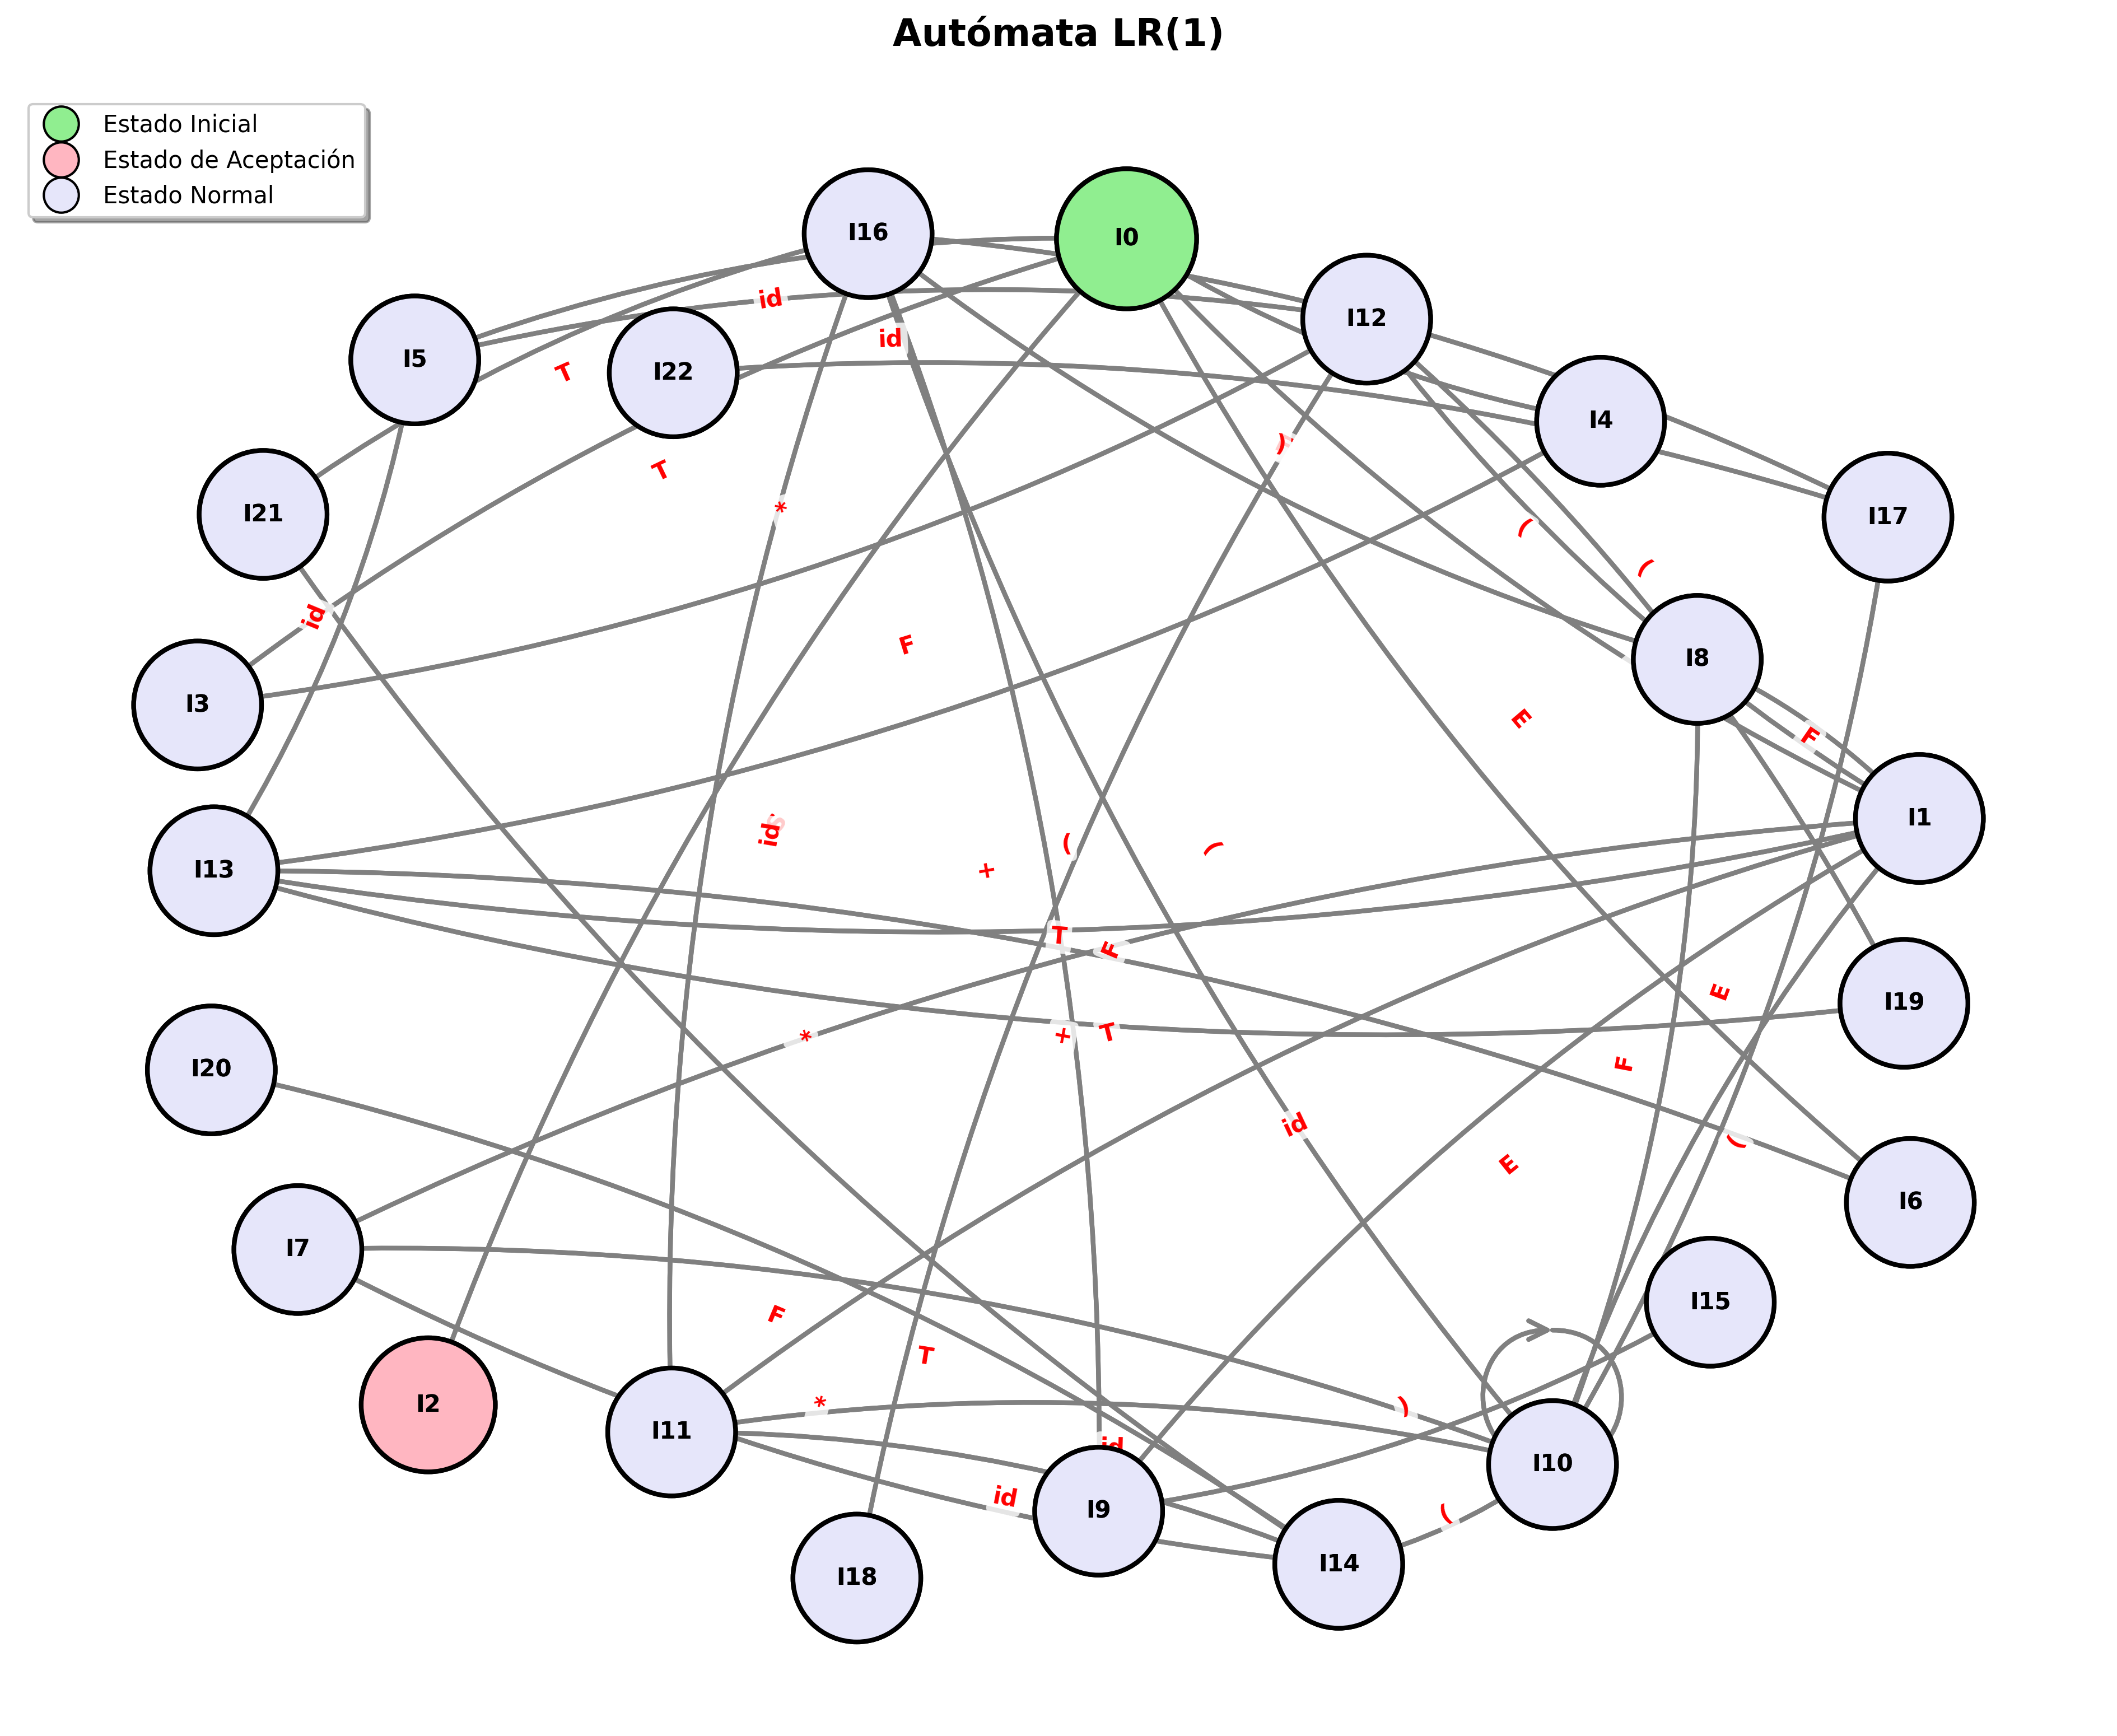 Autómata LR(1)
Estado Inicial
Estado de Aceptación
Estado Normal
I16
I0
I12
id
id
I5
I22
T
I4
)
T
I21
*
I17
(
(
id
F
I8
I3
E
F
id
I1
(
(
I13
+
T
F
E
I19
*
+
T
F
I20
id
(
E
I6
I7
I15
F
T
I2
*
)
I11
id
I10
id
I9
(
I14
I18